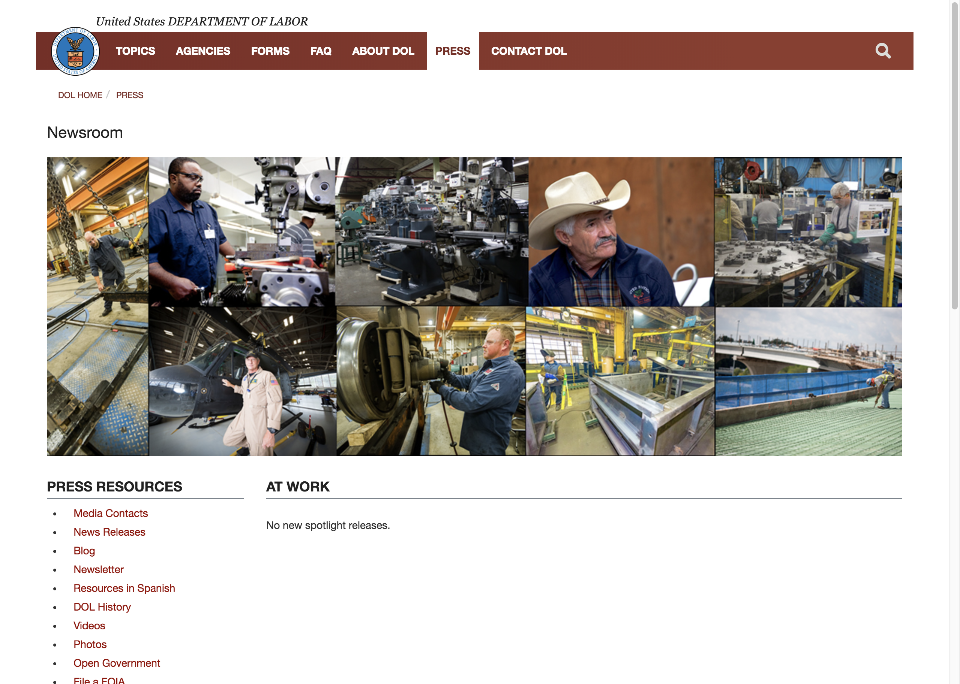 United States DEPARTMENT OF LABOR
TOPICS AGENCIES FORMS FAQ ABOUT DOL PRESS CONTACT DOL
DOL HOME / PRESS
Newsroom
PRESS RESOURCES
Media Contacts
News Releases
Blog
Newsletter
Resources in Spanish
DOL History
Videos
Photos
Open Government
File a FOIA
AT WORK
No new spotlight releases.